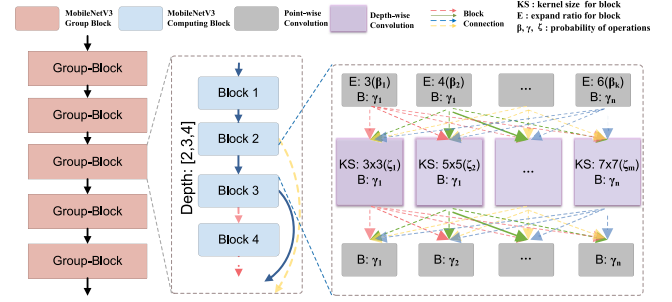 MobileNetV3
Group Block
MobileNetV3
Computing Block
Point-wise
Convolution
Depth-wise
Convolution
Block
Connection
KS : kernel size for block
E : expand ratio for block
β, γ, ζ : probability of operations
Group-Block
Group-Block
Group-Block
Group-Block
Group-Block
Depth: [2,3,4]
Block 1
Block 2
Block 3
Block 4
E: 3(β1)
B: γ1
E: 4(β2)
B: γ1
...
E: 6(βk)
B: γn
KS: 3x3(ζ1)
B: γ1
KS: 5x5(ζ2)
B: γ1
...
KS: 7x7(ζm)
B: γn
B: γ1
B: γ2
...
B: γn